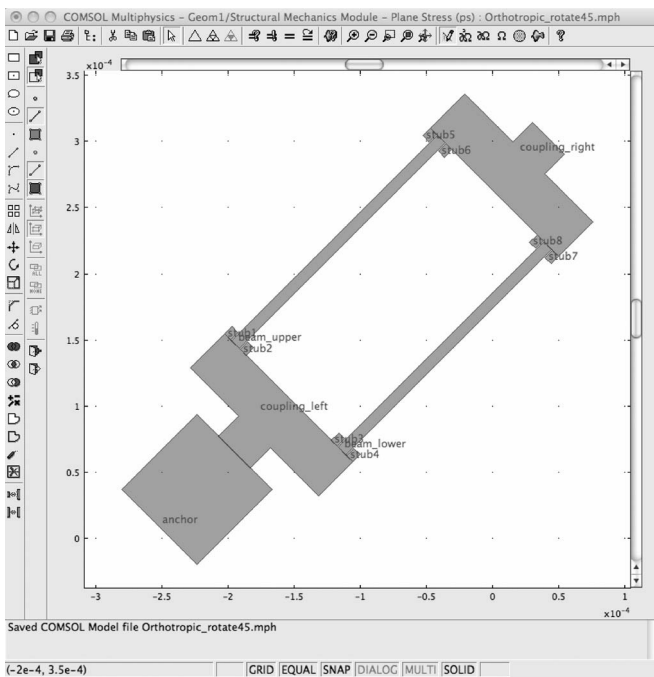 COMSOL Multiphysics - Geom1/Structural Mechanics Module - Plane Stress (ps) : Orthotropic_rotate45.mph
×10⁻⁴
3.5
3
2.5
2
1.5
1
0.5
0
stub5
stub6
coupling_right
stub8
stub7
stub1
beam_upper
stub2
coupling_left
stub3
beam_lower
stub4
anchor
-3
-2.5
-2
-1.5
-1
-0.5
0
0.5
1
×10⁻⁴
Saved COMSOL Model file Orthotropic_rotate45.mph
(-2e-4, 3.5e-4)
GRID EQUAL SNAP DIALOG MULTI SOLID